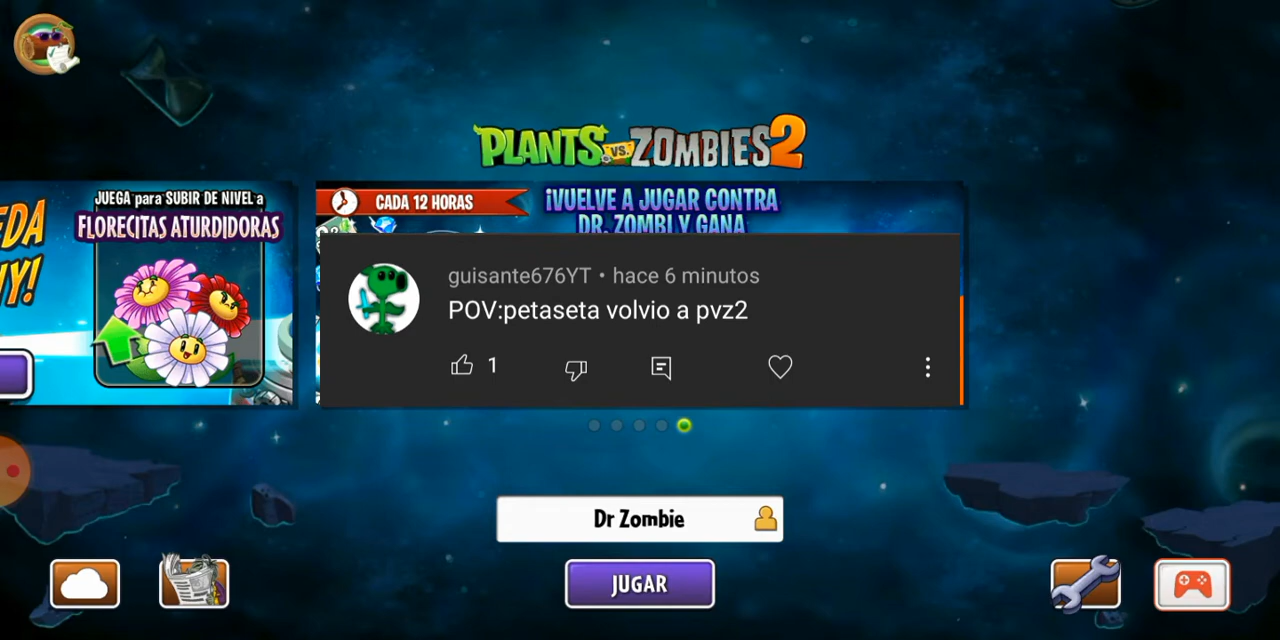 PLANTS VS. ZOMBIES 2
EDA
NY!
JUEGA para SUBIR DE NIVEL a
FLORECITAS ATURDIDORAS
CADA 12 HORAS
¡VUELVE A JUGAR CONTRA
DR. ZOMBI Y GANA
guisante676YT • hace 6 minutos
POV:petaseta volvio a pvz2
1
Dr Zombie
JUGAR